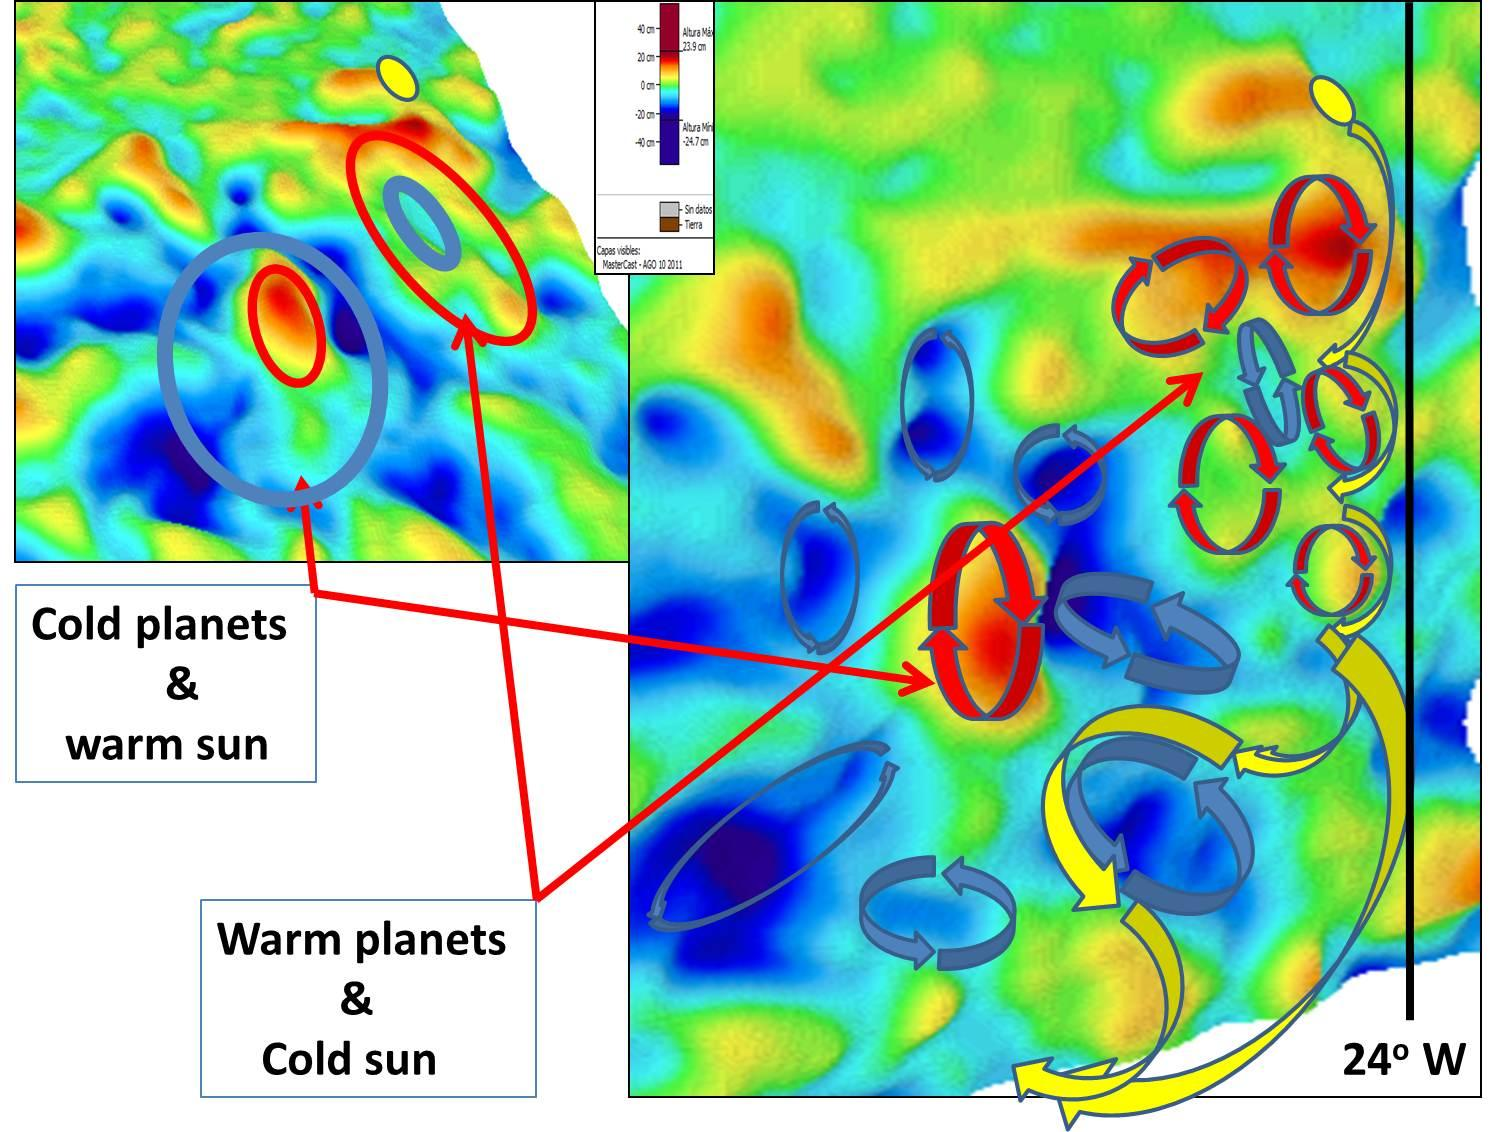 40 cm
Altura Máx
23.9 cm
20 cm
0 cm
-20 cm
Altura Míni
-24.7 cm
-40 cm
Sin datos
Tierra
Capas visibles:
MasterCast - AGO 10 2011
Cold planets
&
warm sun
Warm planets
&
Cold sun
24º W